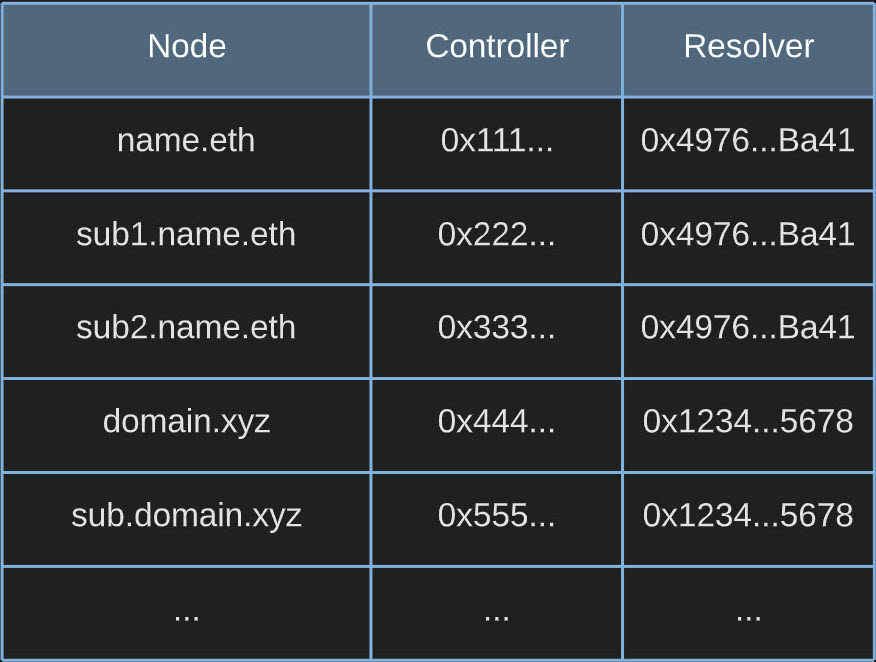 Node Controller Resolver
name.eth 0x111... 0x4976...Ba41
sub1.name.eth 0x222... 0x4976...Ba41
sub2.name.eth 0x333... 0x4976...Ba41
domain.xyz 0x444... 0x1234...5678
sub.domain.xyz 0x555... 0x1234...5678
... ... ...